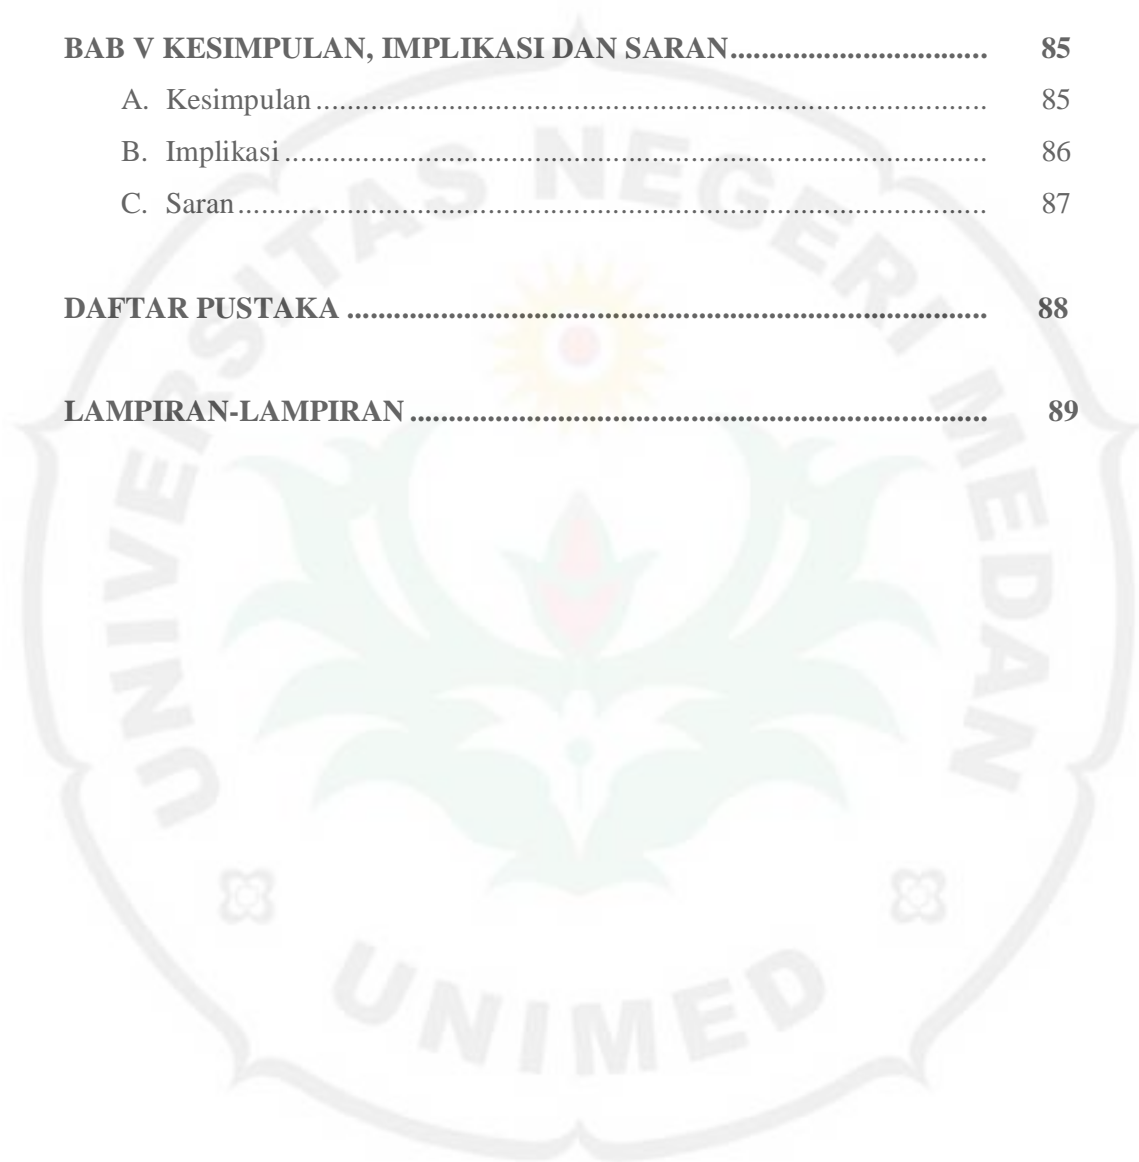 BAB V KESIMPULAN, IMPLIKASI DAN SARAN................................. 85
A. Kesimpulan...................................................................................... 85
B. Implikasi.......................................................................................... 86
C. Saran................................................................................................ 87
DAFTAR PUSTAKA .................................................................................. 88
LAMPIRAN-LAMPIRAN .......................................................................... 89
UNIVERSITAS NEGERI MEDAN
UNIMED